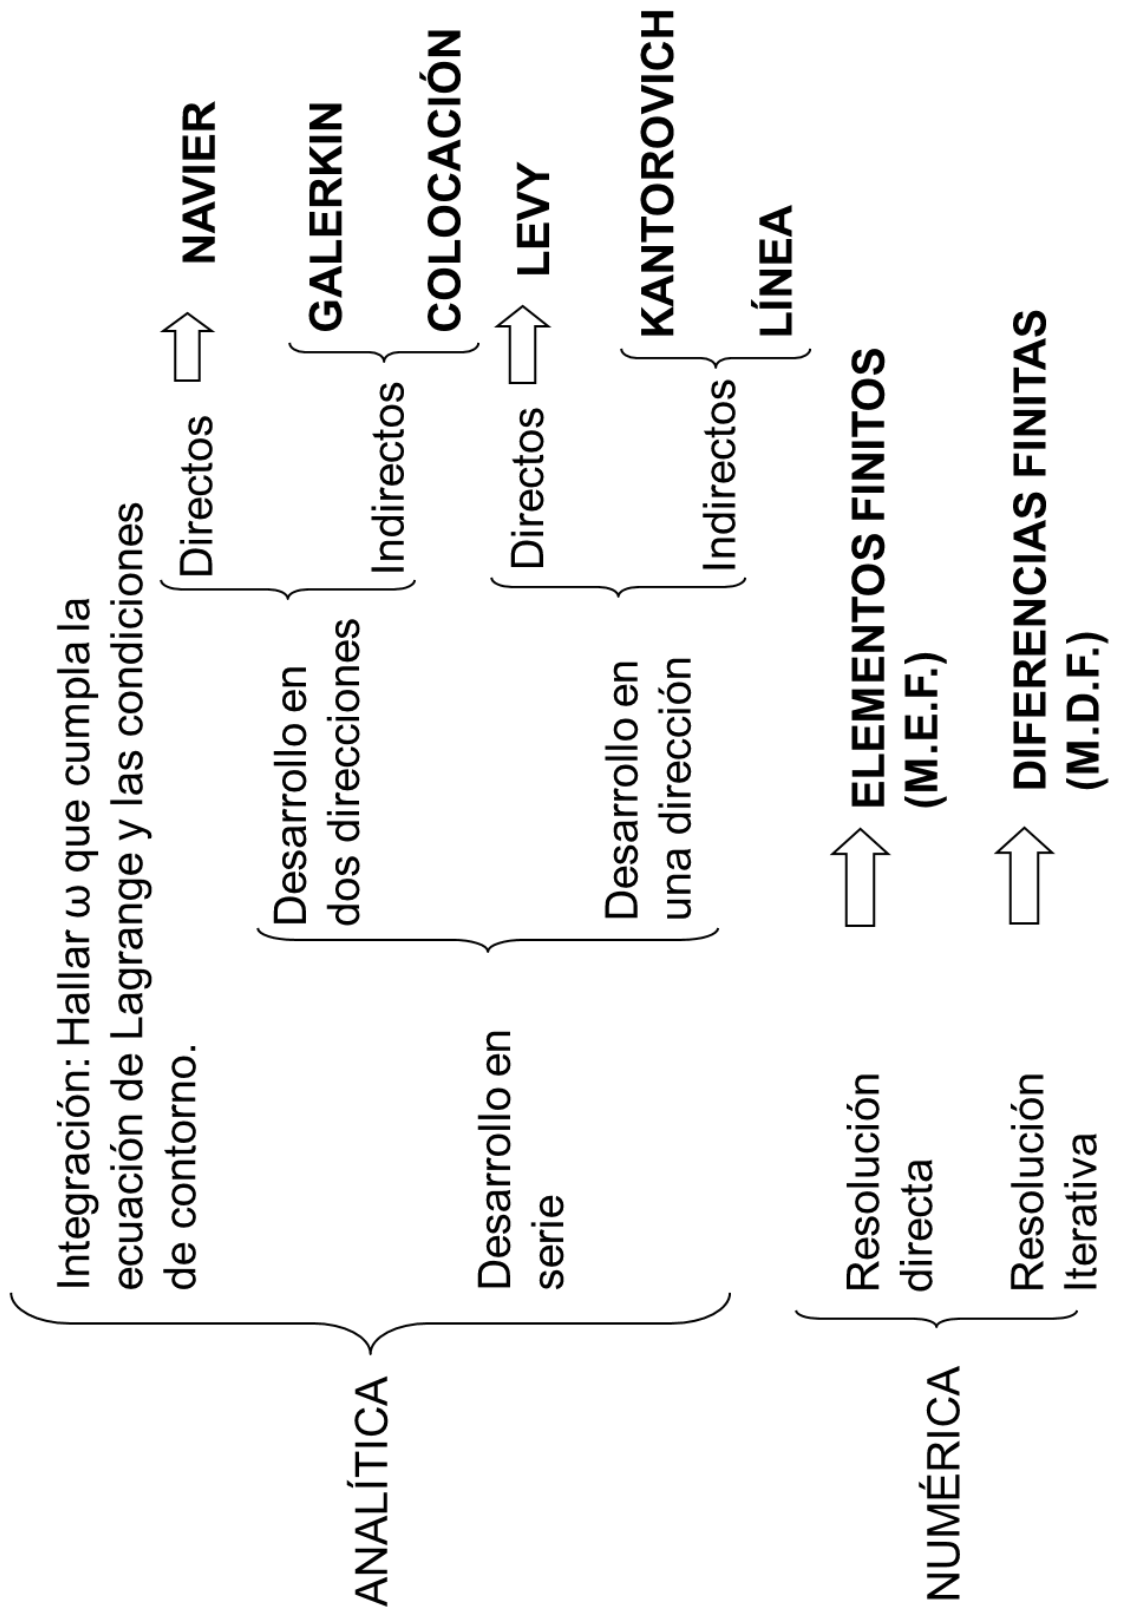 ANALÍTICA
Integración: Hallar ω que cumpla la
ecuación de Lagrange y las condiciones
de contorno.
Desarrollo en
serie
Desarrollo en
dos direcciones
Directos
NAVIER
Indirectos
GALERKIN
COLOCACIÓN
Desarrollo en
una dirección
Directos
LEVY
Indirectos
KANTOROVICH
LÍNEA
NUMÉRICA
Resolución
directa
ELEMENTOS FINITOS
(M.E.F.)
Resolución
Iterativa
DIFERENCIAS FINITAS
(M.D.F.)